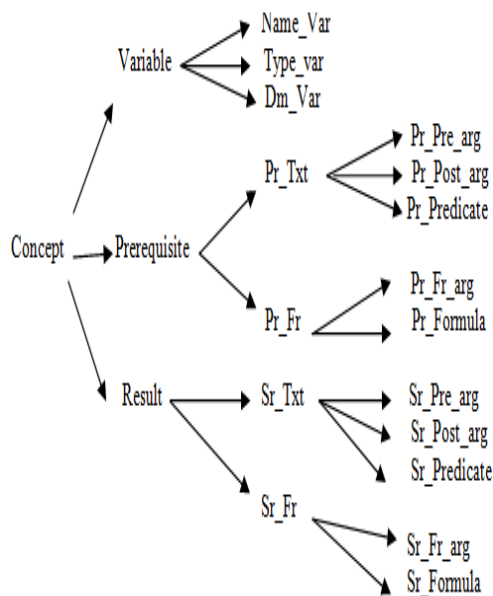 Name_Var
Variable
Type_var
Dm_Var
Pr_Pre_arg
Pr_Txt
Pr_Post_arg
Pr_Predicate
Concept
Prerequisite
Pr_Fr_arg
Pr_Fr
Pr_Formula
Result
Sr_Txt
Sr_Pre_arg
Sr_Post_arg
Sr_Predicate
Sr_Fr
Sr_Fr_arg
Sr_Formula